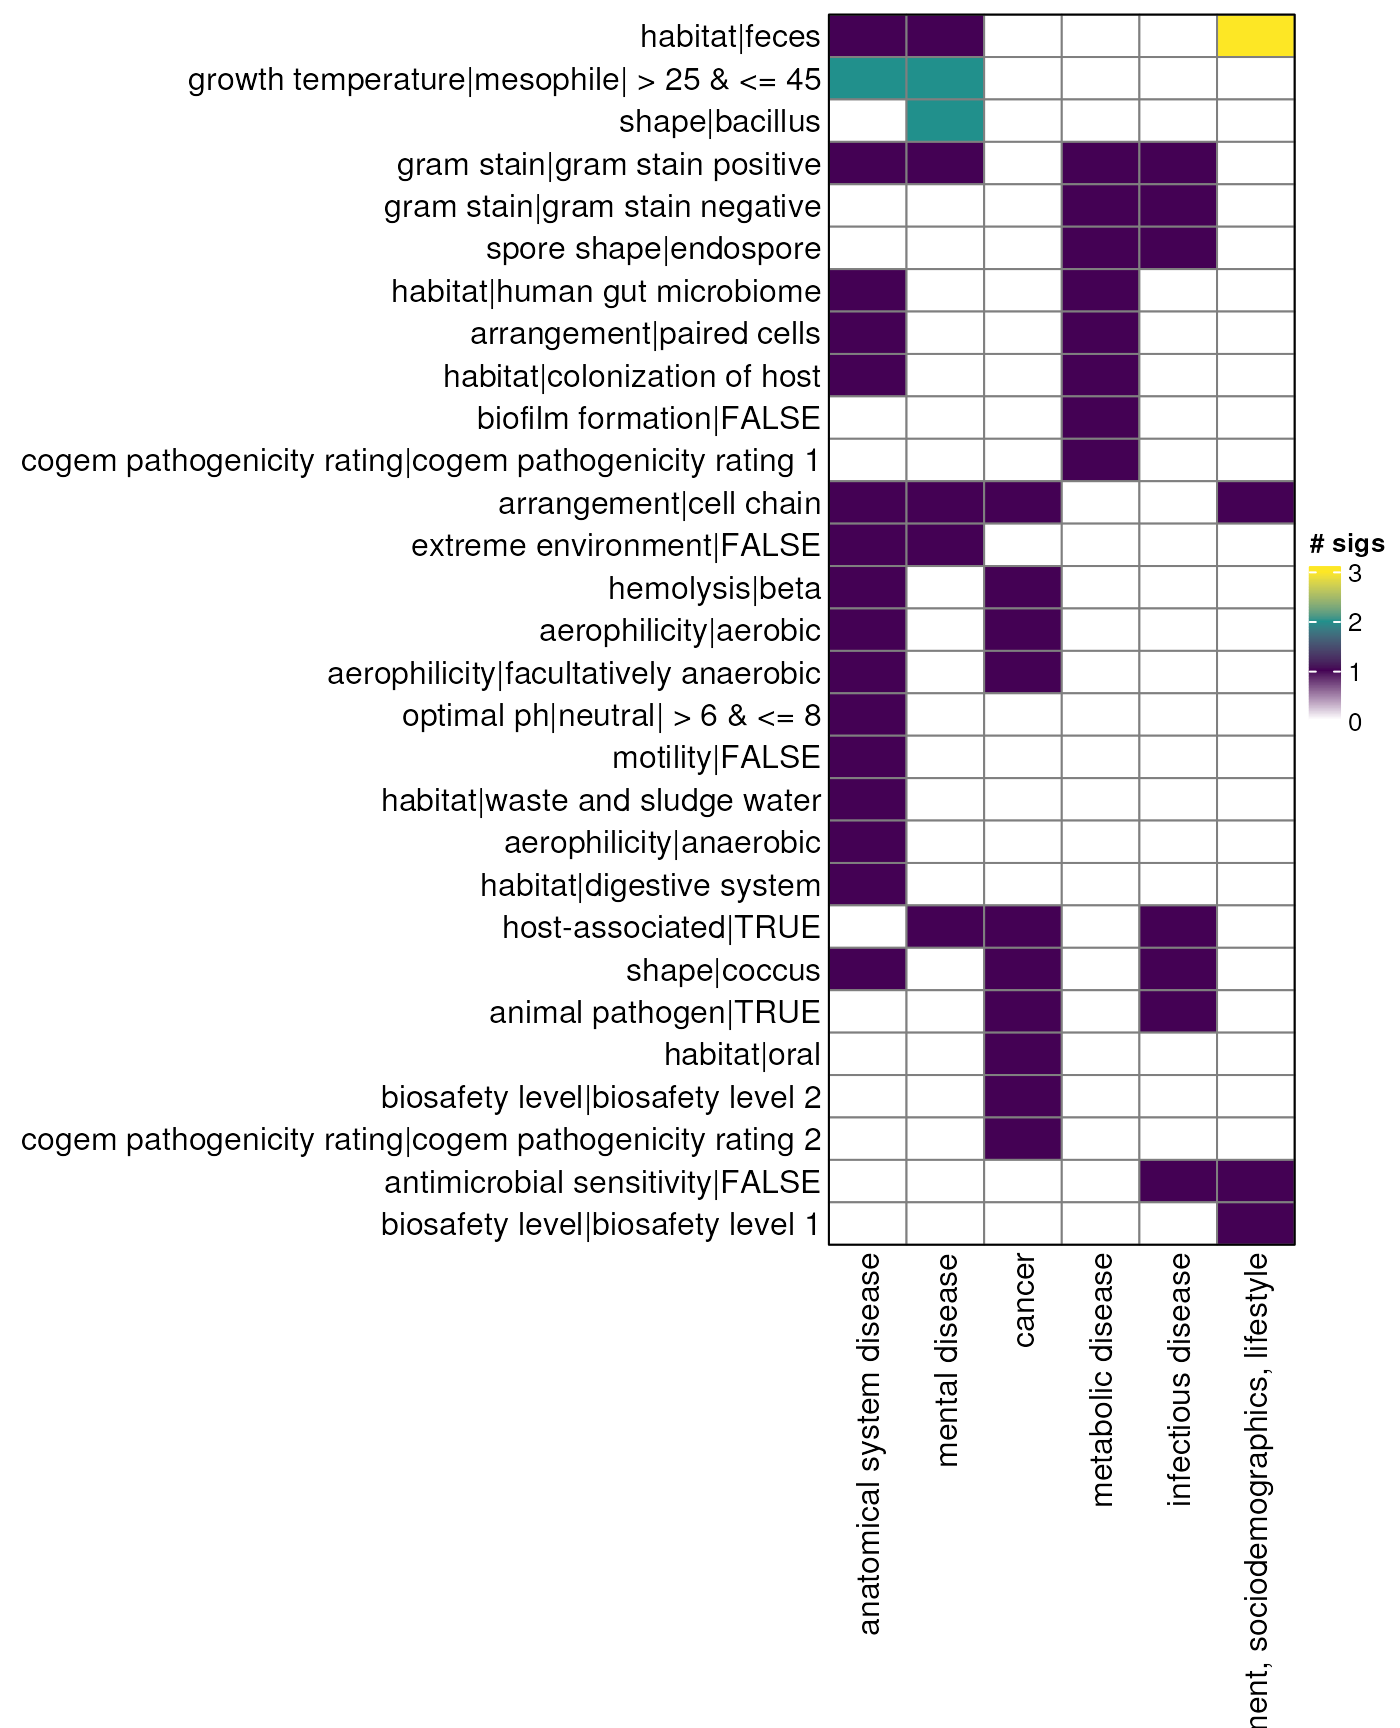 habitat|feces
growth temperature|mesophile| > 25 & <= 45
shape|bacillus
gram stain|gram stain positive
gram stain|gram stain negative
spore shape|endospore
habitat|human gut microbiome
arrangement|paired cells
habitat|colonization of host
biofilm formation|FALSE
cogem pathogenicity rating|cogem pathogenicity rating 1
arrangement|cell chain
extreme environment|FALSE
hemolysis|beta
aerophilicity|aerobic
aerophilicity|facultatively anaerobic
optimal ph|neutral| > 6 & <= 8
motility|FALSE
habitat|waste and sludge water
aerophilicity|anaerobic
habitat|digestive system
host-associated|TRUE
shape|coccus
animal pathogen|TRUE
habitat|oral
biosafety level|biosafety level 2
cogem pathogenicity rating|cogem pathogenicity rating 2
antimicrobial sensitivity|FALSE
biosafety level|biosafety level 1
# sigs
3
2
1
0
anatomical system disease
mental disease
cancer
metabolic disease
infectious disease
sociodemographics, lifestyle